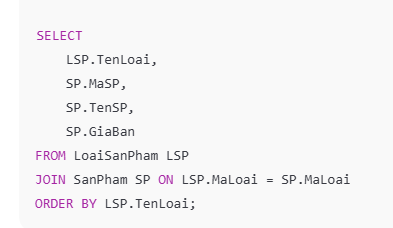 SELECT
LSP.TenLoai,
SP.MaSP,
SP.TenSP,
SP.GiaBan
FROM LoaiSanPham LSP
JOIN SanPham SP ON LSP.MaLoai = SP.MaLoai
ORDER BY LSP.TenLoai;